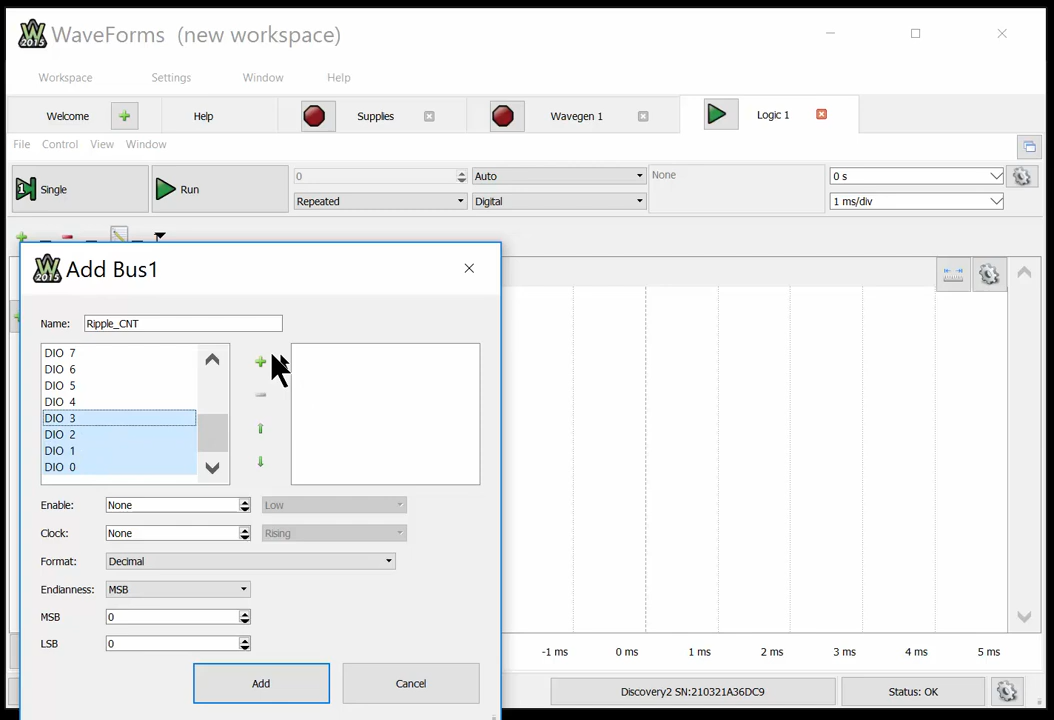 WaveForms (new workspace)
Workspace Settings Window Help
Welcome Help Supplies Wavegen 1 Logic 1
File Control View Window
Single Run 0 Auto None 0 s
Repeated Digital 1 ms/div
W 2015 Add Bus1
Name: Ripple_CNT
DIO 7
DIO 6
DIO 5
DIO 4
DIO 3
DIO 2
DIO 1
DIO 0
Enable: None Low
Clock: None Rising
Format: Decimal
Endianness: MSB
MSB 0
LSB 0
Add Cancel
-1 ms 0 ms 1 ms 2 ms 3 ms 4 ms 5 ms
Discovery2 SN:210321A36DC9 Status: OK